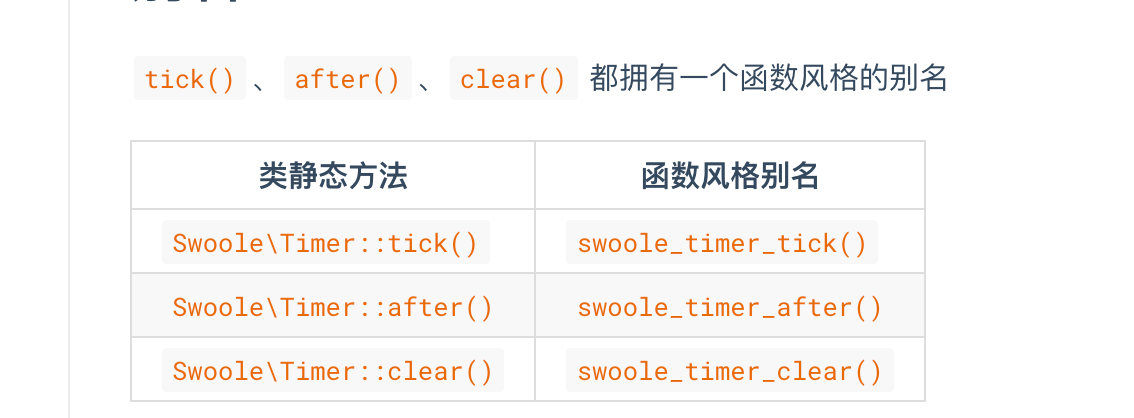 tick() 、 after() 、 clear() 都拥有一个函数风格的别名
类静态方法 函数风格别名
Swoole\Timer::tick() swoole_timer_tick()
Swoole\Timer::after() swoole_timer_after()
Swoole\Timer::clear() swoole_timer_clear()